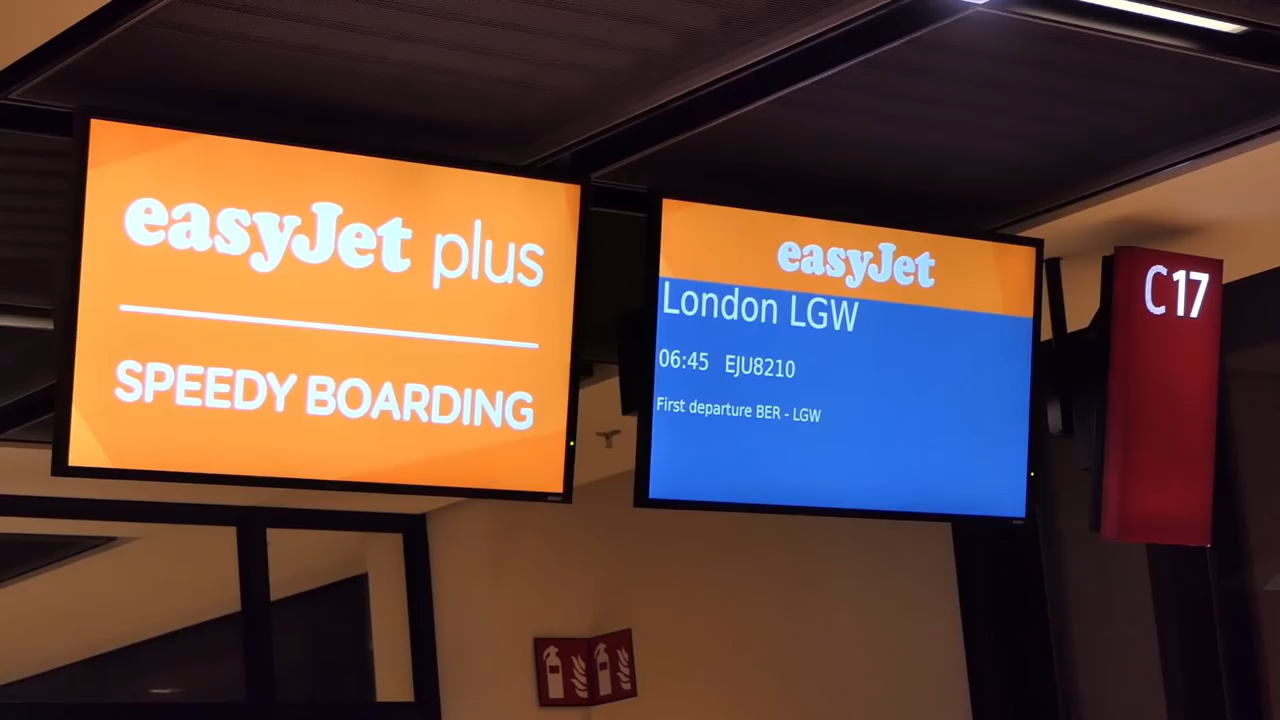 easyJet plus
SPEEDY BOARDING
easyJet
London LGW
06:45 EJU8210
First departure BER - LGW
C17